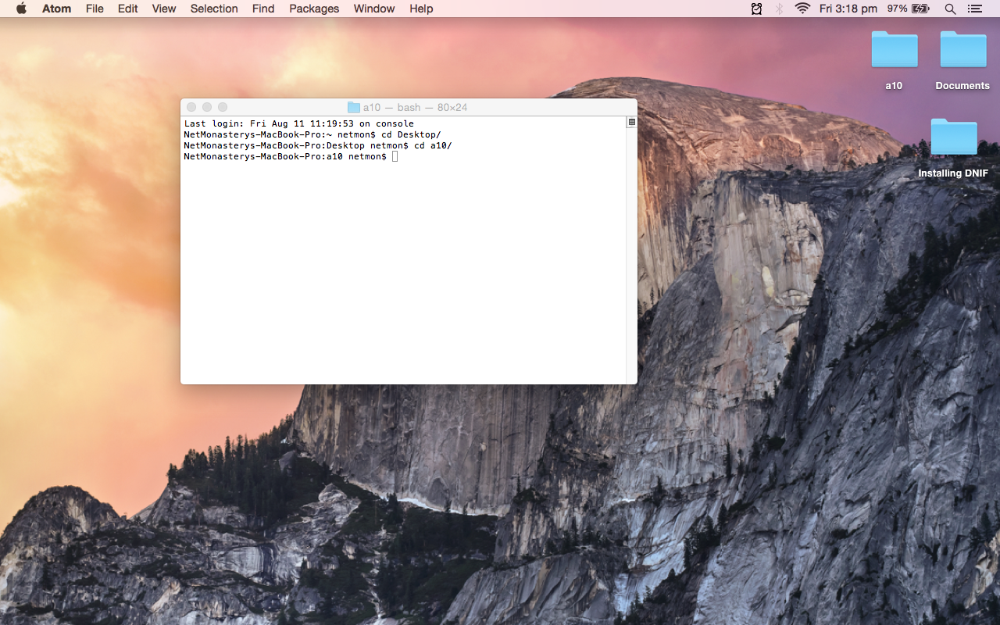 Atom File Edit View Selection Find Packages Window Help Fri 3:18 pm 97%
a10 Documents
Installing DNIF
a10 — bash — 80×24
Last login: Fri Aug 11 11:19:53 on console
NetMonasterys-MacBook-Pro:~ netmon$ cd Desktop/
NetMonasterys-MacBook-Pro:Desktop netmon$ cd a10/
NetMonasterys-MacBook-Pro:a10 netmon$